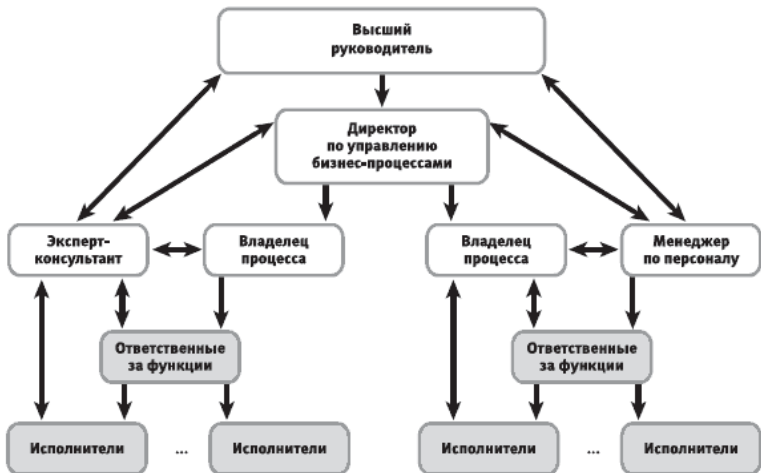 Высший
руководитель
Директор
по управлению
бизнес-процессами
Эксперт-
консультант
Владелец
процесса
Владелец
процесса
Менеджер
по персоналу
Ответственные
за функции
Ответственные
за функции
Исполнители
...
Исполнители
Исполнители
...
Исполнители